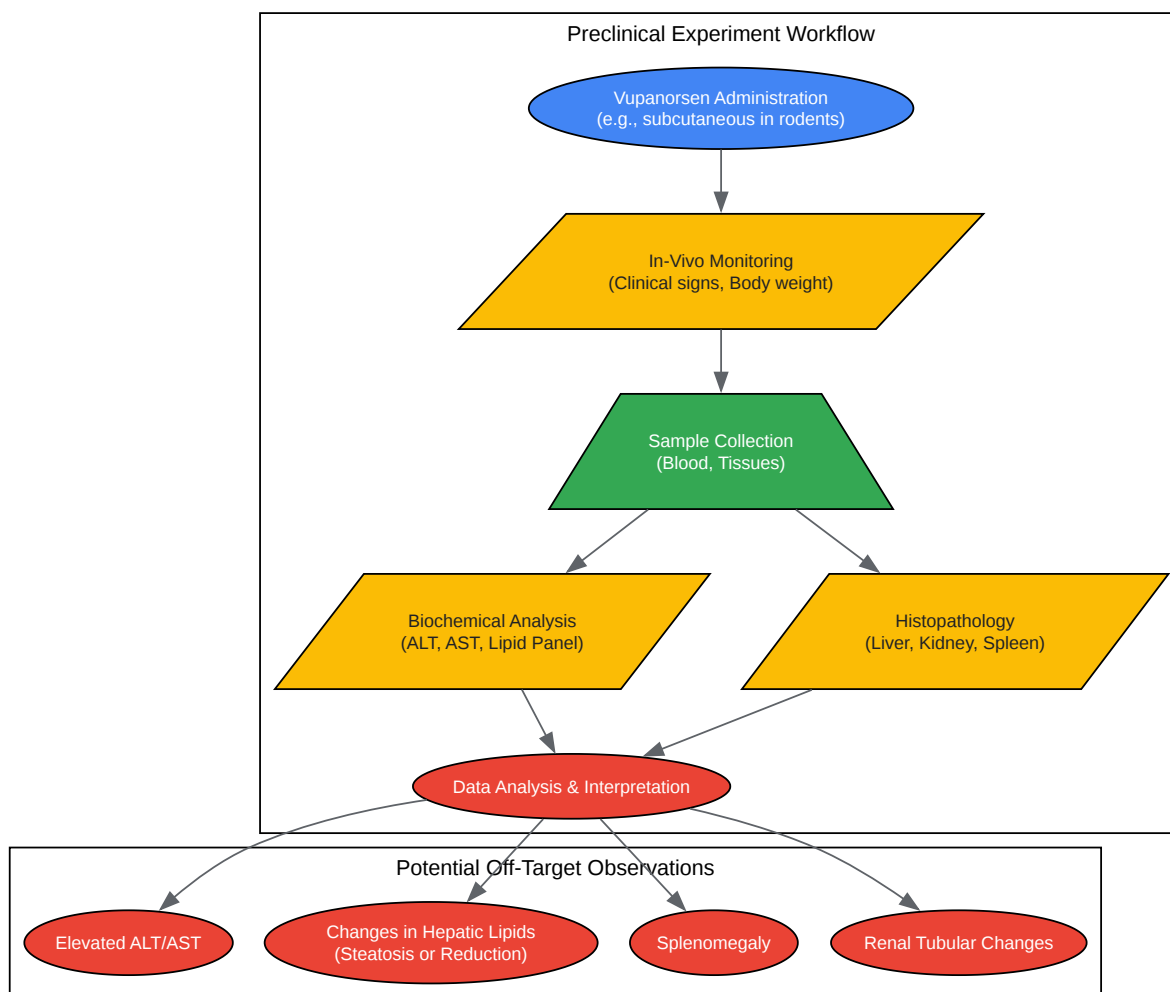 Preclinical Experiment Workflow
Vupanorsen Administration
(e.g., subcutaneous in rodents)
In-Vivo Monitoring
(Clinical signs, Body weight)
Sample Collection
(Blood, Tissues)
Biochemical Analysis
(ALT, AST, Lipid Panel)
Histopathology
(Liver, Kidney, Spleen)
Data Analysis & Interpretation
Potential Off-Target Observations
Elevated ALT/AST
Changes in Hepatic Lipids
(Steatosis or Reduction)
Splenomegaly
Renal Tubular Changes